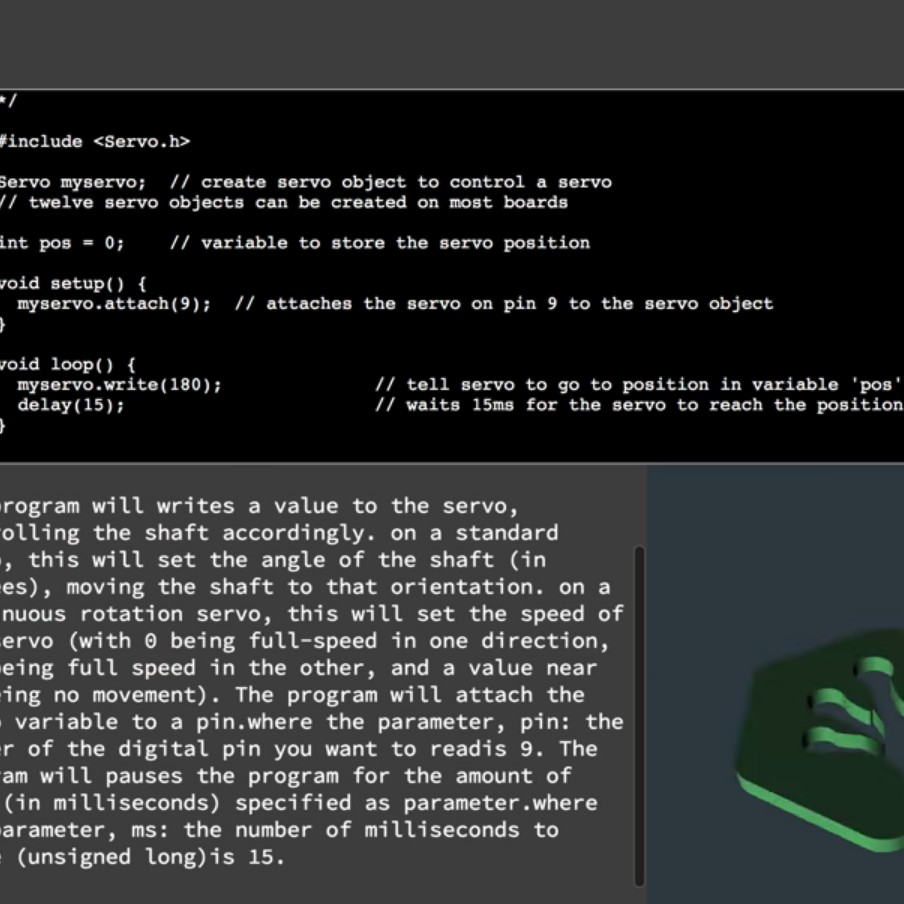 */
#include <Servo.h>
Servo myservo;  // create servo object to control a servo
// twelve servo objects can be created on most boards
int pos = 0;    // variable to store the servo position
void setup() {
  myservo.attach(9);  // attaches the servo on pin 9 to the servo object
}
void loop() {
  myservo.write(180);              // tell servo to go to position in variable 'pos'
  delay(15);                       // waits 15ms for the servo to reach the position
}
program will writes a value to the servo,
rolling the shaft accordingly. on a standard
, this will set the angle of the shaft (in
ees), moving the shaft to that orientation. on a
nuous rotation servo, this will set the speed of
servo (with 0 being full-speed in one direction,
being full speed in the other, and a value near
ing no movement). The program will attach the
variable to a pin.where the parameter, pin: the
er of the digital pin you want to readis 9. The
am will pauses the program for the amount of
(in milliseconds) specified as parameter.where
parameter, ms: the number of milliseconds to
(unsigned long)is 15.